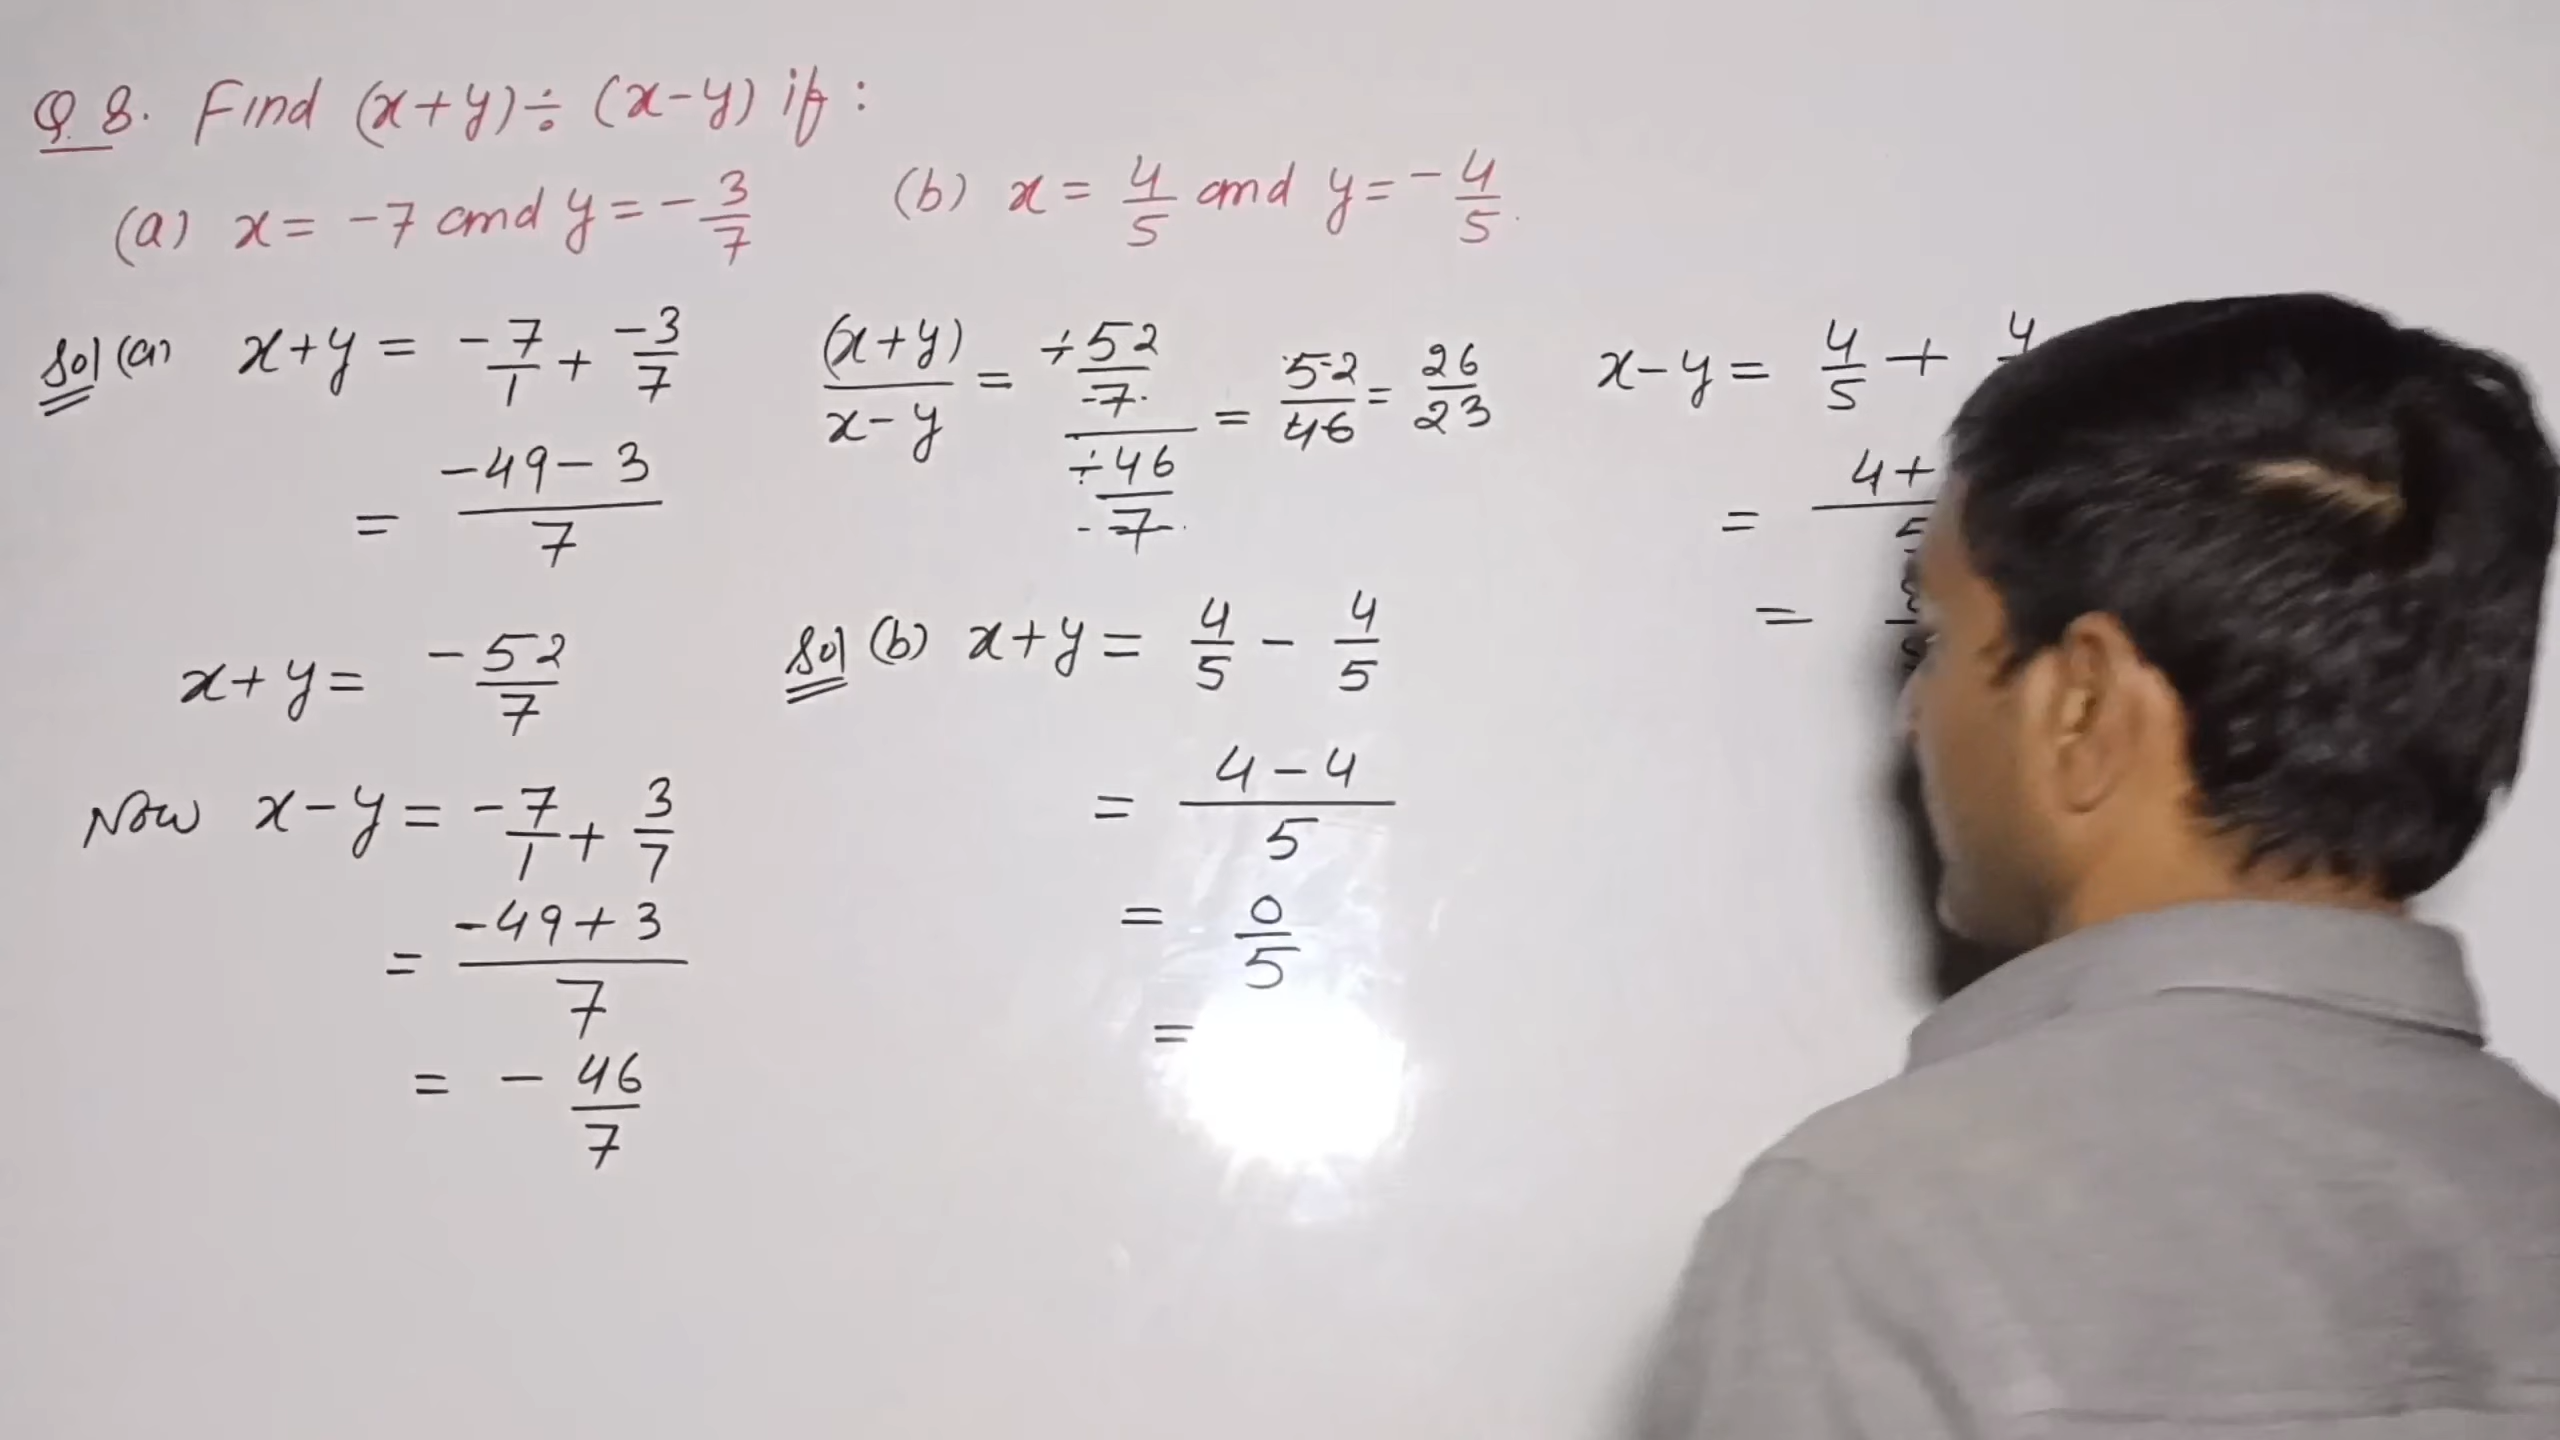 Q 8. Find (x+y) ÷ (x-y) if :
(a) x = -7 and y = -3/7   (b) x = 4/5 and y = -4/5.
Sol (a) x+y = -7/1 + -3/7
= -49-3/7
x+y = -52/7
Now x-y = -7/1 + 3/7
= -49+3/7
= -46/7
(x+y)/x-y = -52/7 / -46/7 = 52/46 = 26/23
Sol (b) x+y = 4/5 - 4/5
= 4-4/5
= 0/5
=
x-y = 4/5 + 4
= 4+
=